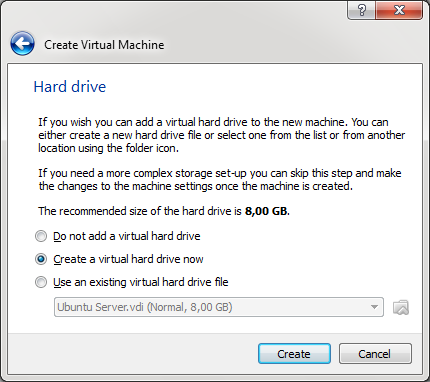 ?
Create Virtual Machine
Hard drive
If you wish you can add a virtual hard drive to the new machine. You can
either create a new hard drive file or select one from the list or from another
location using the folder icon.
If you need a more complex storage set-up you can skip this step and make
the changes to the machine settings once the machine is created.
The recommended size of the hard drive is 8,00 GB.
Do not add a virtual hard drive
Create a virtual hard drive now
Use an existing virtual hard drive file
Ubuntu Server.vdi (Normal, 8,00 GB)
Create
Cancel